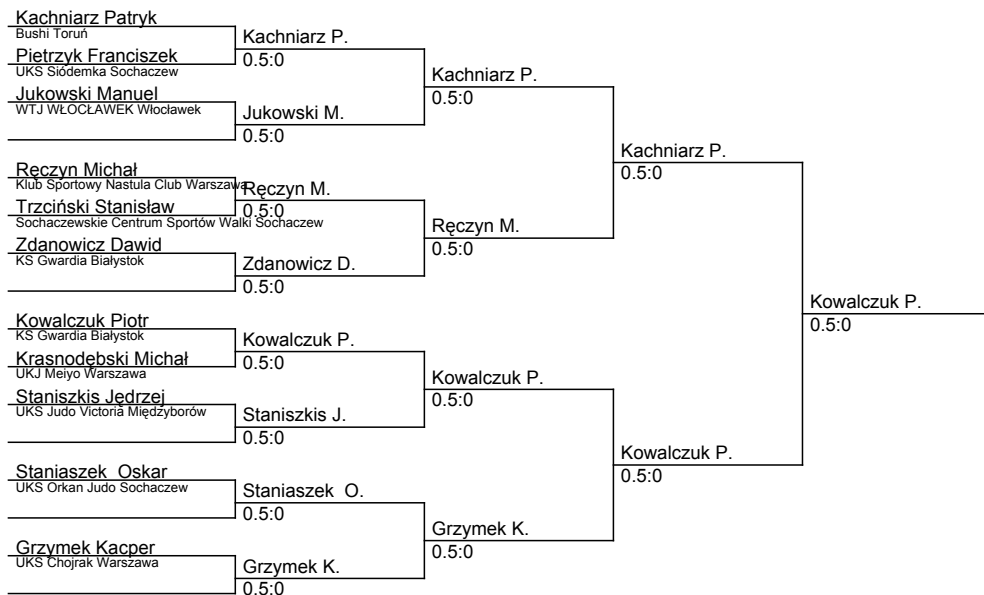 Kachniarz Patryk
Bushi Toruń
Pietrzyk Franciszek
UKS Siódemka Sochaczew
Jukowski Manuel
WTJ WŁOCŁAWEK Włocławek
Ręczyn Michał
Klub Sportowy Nastula Club Warszawa
Trzciński Stanisław
Sochaczewskie Centrum Sportów Walki Sochaczew
Zdanowicz Dawid
KS Gwardia Białystok
Kowalczuk Piotr
KS Gwardia Białystok
Krasnodębski Michał
UKJ Meiyo Warszawa
Staniszkis Jędrzej
UKS Judo Victoria Międzyborów
Staniaszek  Oskar
UKS Orkan Judo Sochaczew
Grzymek Kacper
UKS Chojrak Warszawa
Kachniarz P.
0.5:0
Jukowski M.
0.5:0
Ręczyn M.
0.5:0
Zdanowicz D.
0.5:0
Kowalczuk P.
0.5:0
Staniszkis J.
0.5:0
Staniaszek  O.
0.5:0
Grzymek K.
0.5:0
Kachniarz P.
0.5:0
Ręczyn M.
0.5:0
Kowalczuk P.
0.5:0
Grzymek K.
0.5:0
Kachniarz P.
0.5:0
Kowalczuk P.
0.5:0
Kowalczuk P.
0.5:0